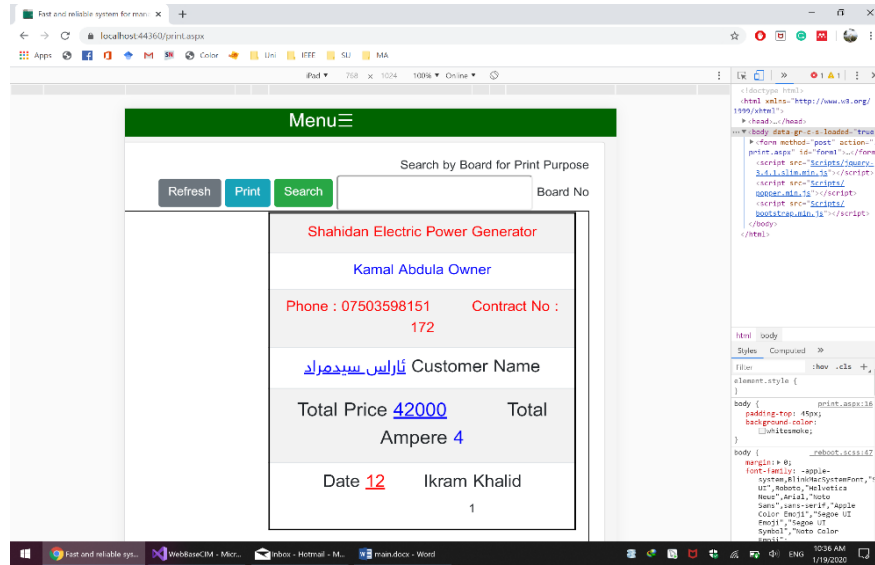 Fast and reliable system for man
localhost:44360/print.aspx
Apps
Color
Uni
IEEE
SU
MA
iPad ▼ 768 x 1024 100% ▼ Online ▼
1 1
Menu☰
Search by Board for Print Purpose
Refresh Print Search Board No
Shahidan Electric Power Generator
Kamal Abdula Owner
Phone : 07503598151 Contract No :
172
ئاراس سیدمراد Customer Name
Total Price 42000 Total
Ampere 4
Date 12 Ikram Khalid
1
<!doctype html>
<html xmlns="http://www.w3.org/
1999/xhtml">
<head>…</head>
<body data-gr-c-s-loaded="true
<form method="post" action="
print.aspx" id="form1">…</form
<script src="Scripts/jquery-
3.4.1.slim.min.js"></script>
<script src="Scripts/
popper.min.js"></script>
<script src="Scripts/
bootstrap.min.js"></script>
</body>
</html>
html body
Styles Computed »
Filter :hov .cls +
element.style {
}
body { print.aspx:16
padding-top: 45px;
background-color:
whitesmoke;
}
body { _reboot.scss:47
margin: 0;
font-family: -apple-
system,BlinkMacSystemFont,"S
UI",Roboto,"Helvetica
Neue",Arial,"Noto
Sans",sans-serif,"Apple
Color Emoji","Segoe UI
Emoji","Segoe UI
Symbol","Noto Color
Emoji";
Fast and reliable sys...
WebBaseCIM - Micr...
Inbox - Hotmail - M...
main.docx - Word
ENG
10:36 AM
1/19/2020